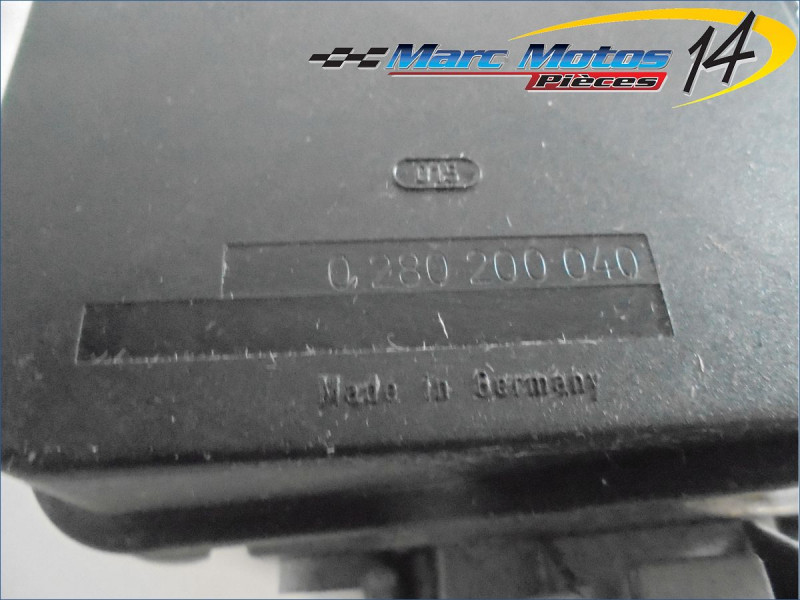 Marc Motos 14
Pièces
0 280 200 040
Made in Germany